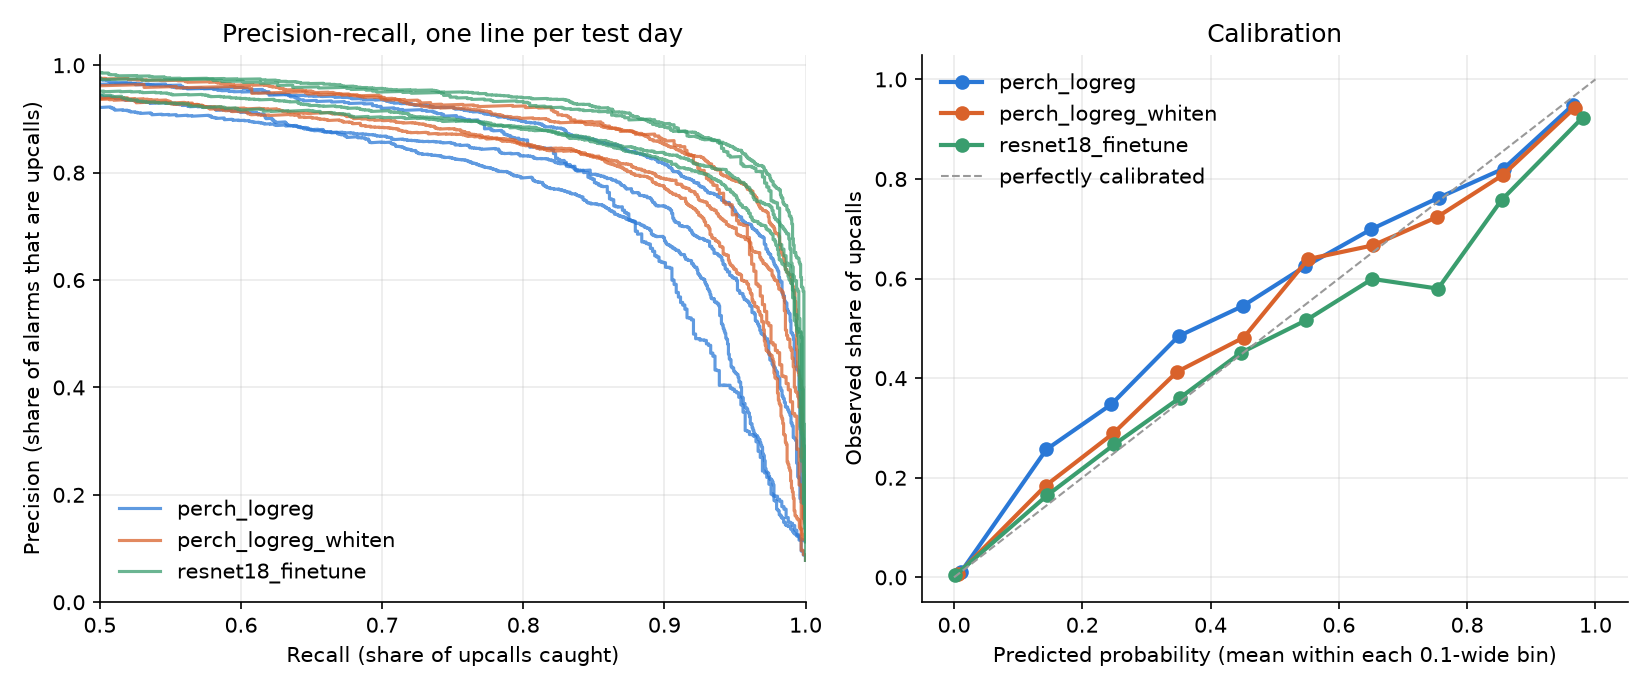 Precision-recall, one line per test day
Precision (share of alarms that are upcalls)
1.0
0.8
0.6
0.4
0.2
0.0
perch_logreg
perch_logreg_whiten
resnet18_finetune
0.5 0.6 0.7 0.8 0.9 1.0
Recall (share of upcalls caught)
Calibration
Observed share of upcalls
1.0
0.8
0.6
0.4
0.2
0.0
perch_logreg
perch_logreg_whiten
resnet18_finetune
perfectly calibrated
0.0 0.2 0.4 0.6 0.8 1.0
Predicted probability (mean within each 0.1-wide bin)